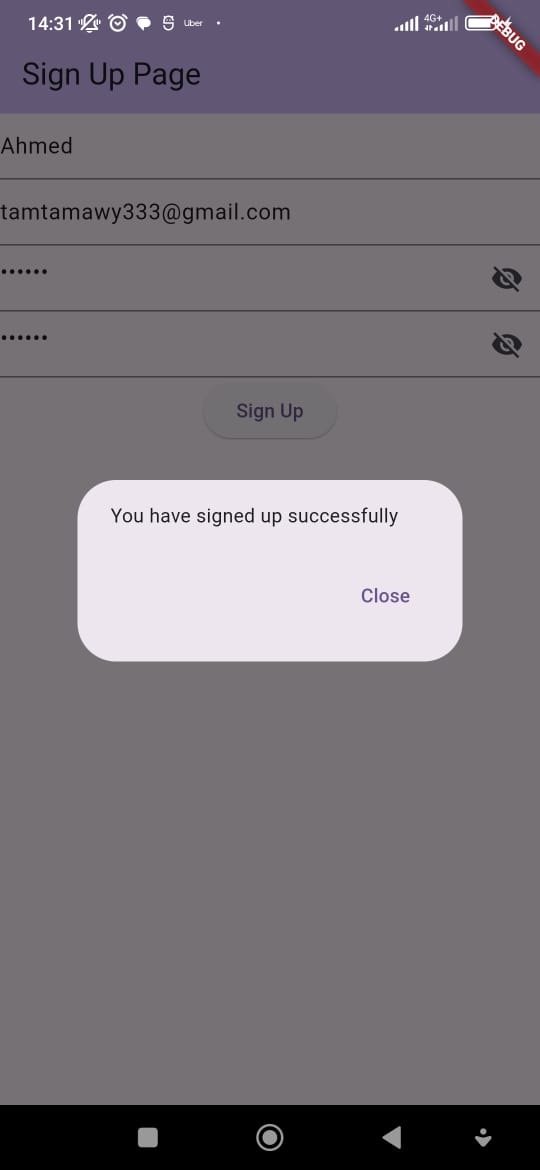 14:31 Uber 4G+
DEBUG
Sign Up Page
Ahmed
tamtamawy333@gmail.com
••••••
••••••
Sign Up
You have signed up successfully
Close